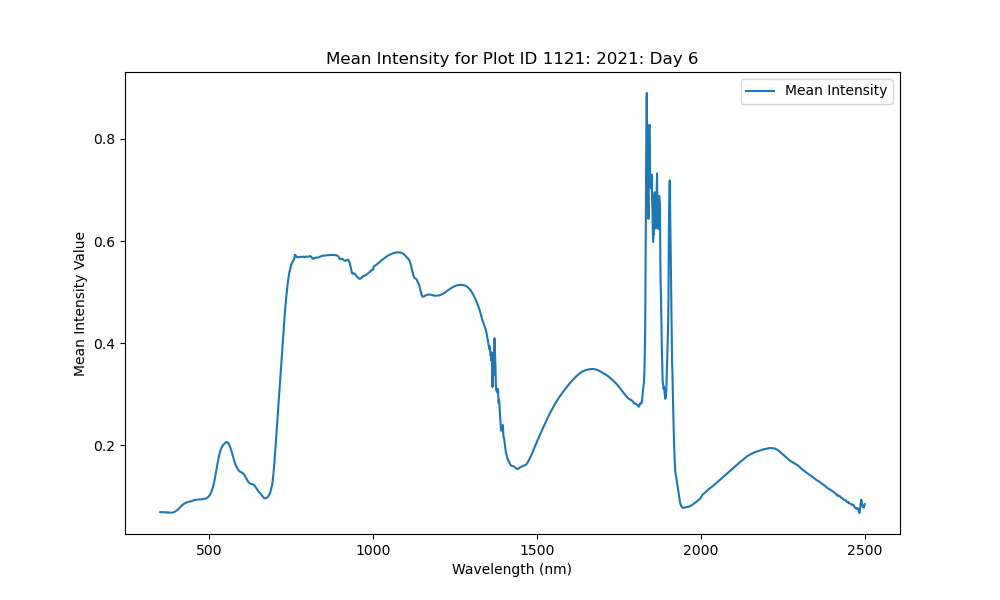 Mean Intensity for Plot ID 1121: 2021: Day 6
Mean Intensity
Mean Intensity Value
0.8
0.6
0.4
0.2
500 1000 1500 2000 2500
Wavelength (nm)